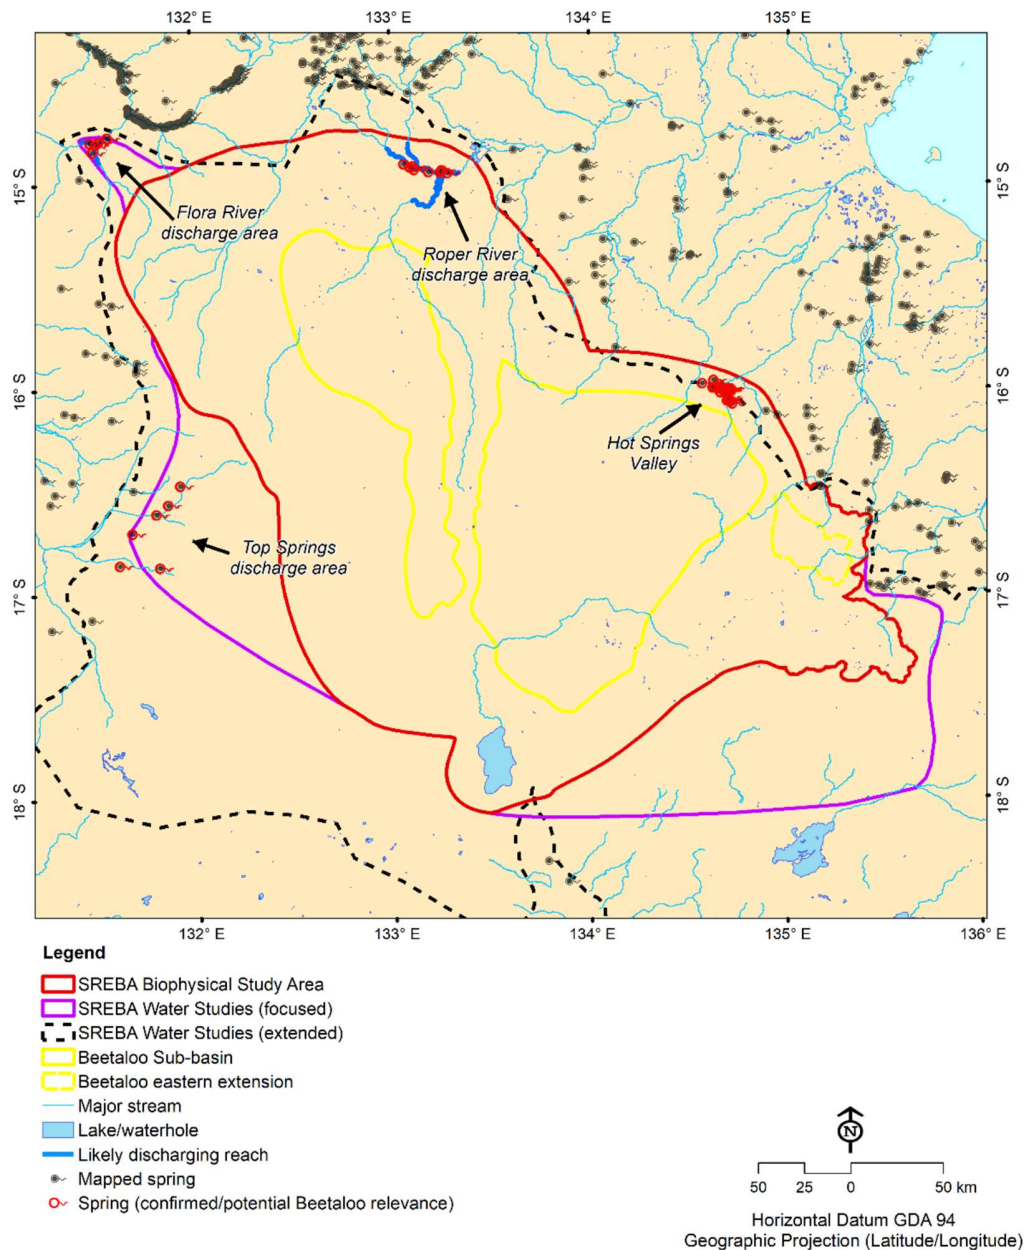 132° E
133° E
134° E
135° E
15° S
15° S
Flora River
discharge area
Roper River
discharge area
16° S
16° S
Hot Springs
Valley
Top Springs
discharge area
17° S
17° S
18° S
18° S
132° E
133° E
134° E
135° E
136° E
Legend
SREBA Biophysical Study Area
SREBA Water Studies (focused)
SREBA Water Studies (extended)
Beetaloo Sub-basin
Beetaloo eastern extension
Major stream
Lake/waterhole
Likely discharging reach
Mapped spring
Spring (confirmed/potential Beetaloo relevance)
N
50 25 0 50 km
Horizontal Datum GDA 94
Geographic Projection (Latitude/Longitude)